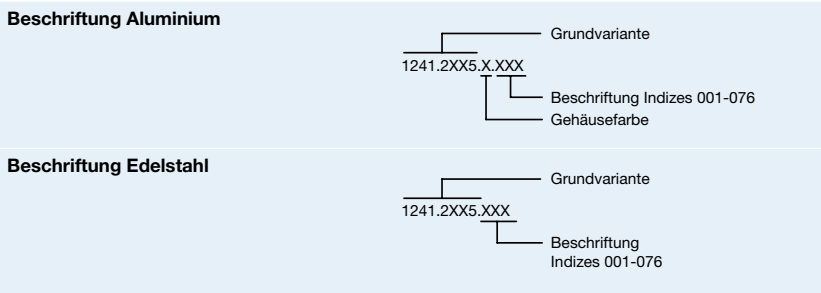 Beschriftung Aluminium
Grundvariante
1241.2XX5.X.XXX
Beschriftung Indizes 001-076
Gehäusefarbe
Beschriftung Edelstahl
Grundvariante
1241.2XX5.XXX
Beschriftung
Indizes 001-076